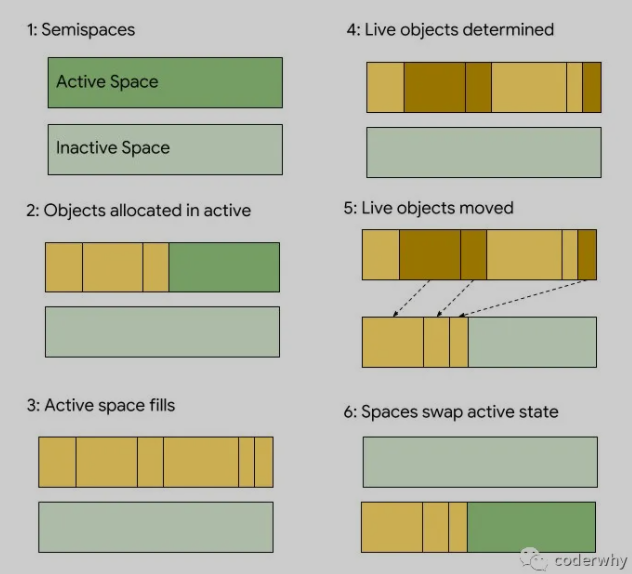 1: Semispaces
Active Space
Inactive Space
2: Objects allocated in active
3: Active space fills
4: Live objects determined
5: Live objects moved
6: Spaces swap active state
coderwhy